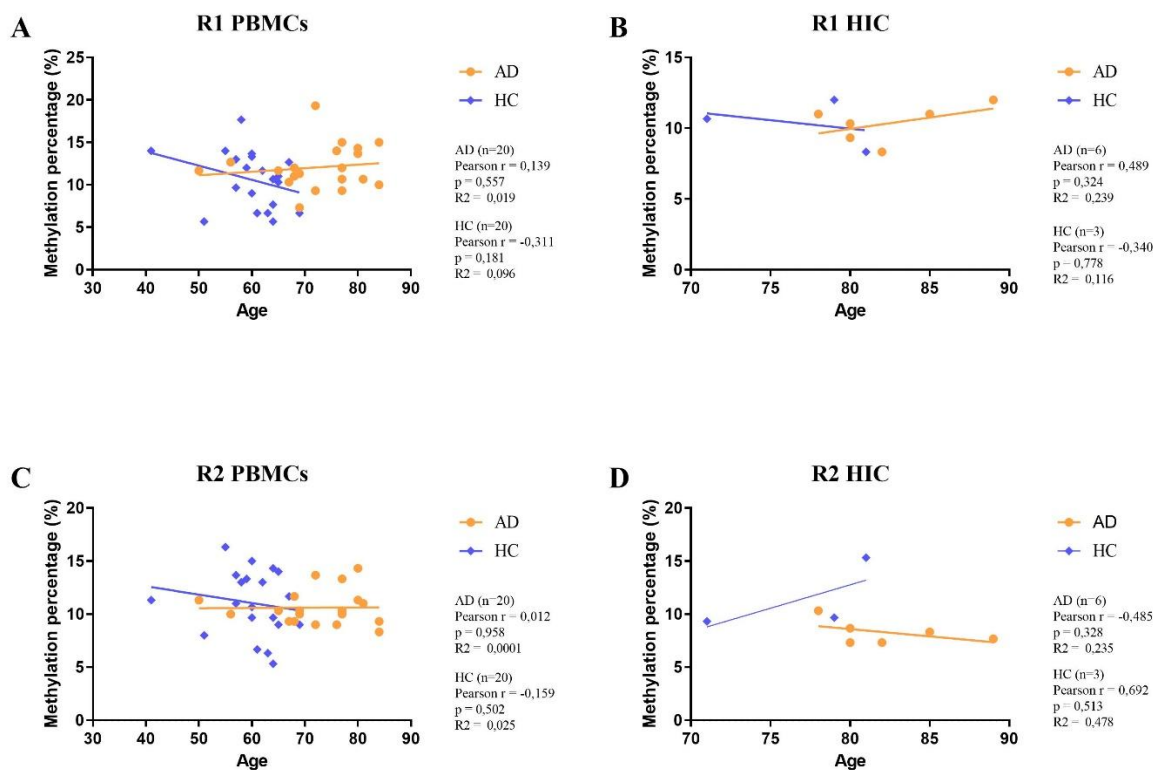 A
R1 PBMCs
Methylation percentage (%)
25
20
15
10
5
0
30 40 50 60 70 80 90
Age
AD
HC
AD (n=20)
Pearson r = 0,139
p = 0,557
R2 = 0,019
HC (n=20)
Pearson r = -0,311
p = 0,181
R2 = 0,096
B
R1 HIC
Methylation percentage (%)
15
10
5
0
70 75 80 85 90
Age
AD
HC
AD (n=6)
Pearson r = 0,489
p = 0,324
R2 = 0,239
HC (n=3)
Pearson r = -0,340
p = 0,778
R2 = 0,116
C
R2 PBMCs
Methylation percentage (%)
20
15
10
5
0
30 40 50 60 70 80 90
Age
AD
HC
AD (n=20)
Pearson r = 0,012
p = 0,958
R2 = 0,0001
HC (n=20)
Pearson r = -0,159
p = 0,502
R2 = 0,025
D
R2 HIC
Methylation percentage (%)
20
15
10
5
0
70 75 80 85 90
Age
AD
HC
AD (n=6)
Pearson r = -0,485
p = 0,328
R2 = 0,235
HC (n=3)
Pearson r = 0,692
p = 0,513
R2 = 0,478